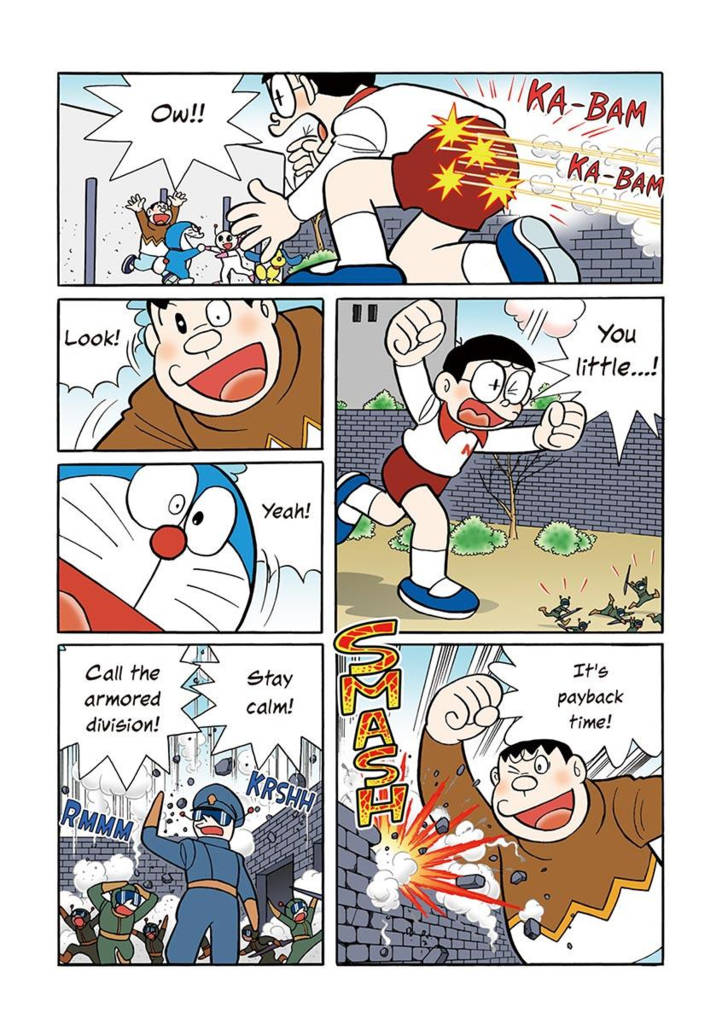 KA-BAM
KA-BAM
Ow!!
You
little...!
N
Look!
Yeah!
It's
payback
time!
SMASH
Stay
calm!
Call the
armored
division!
KRSHH
RMMM